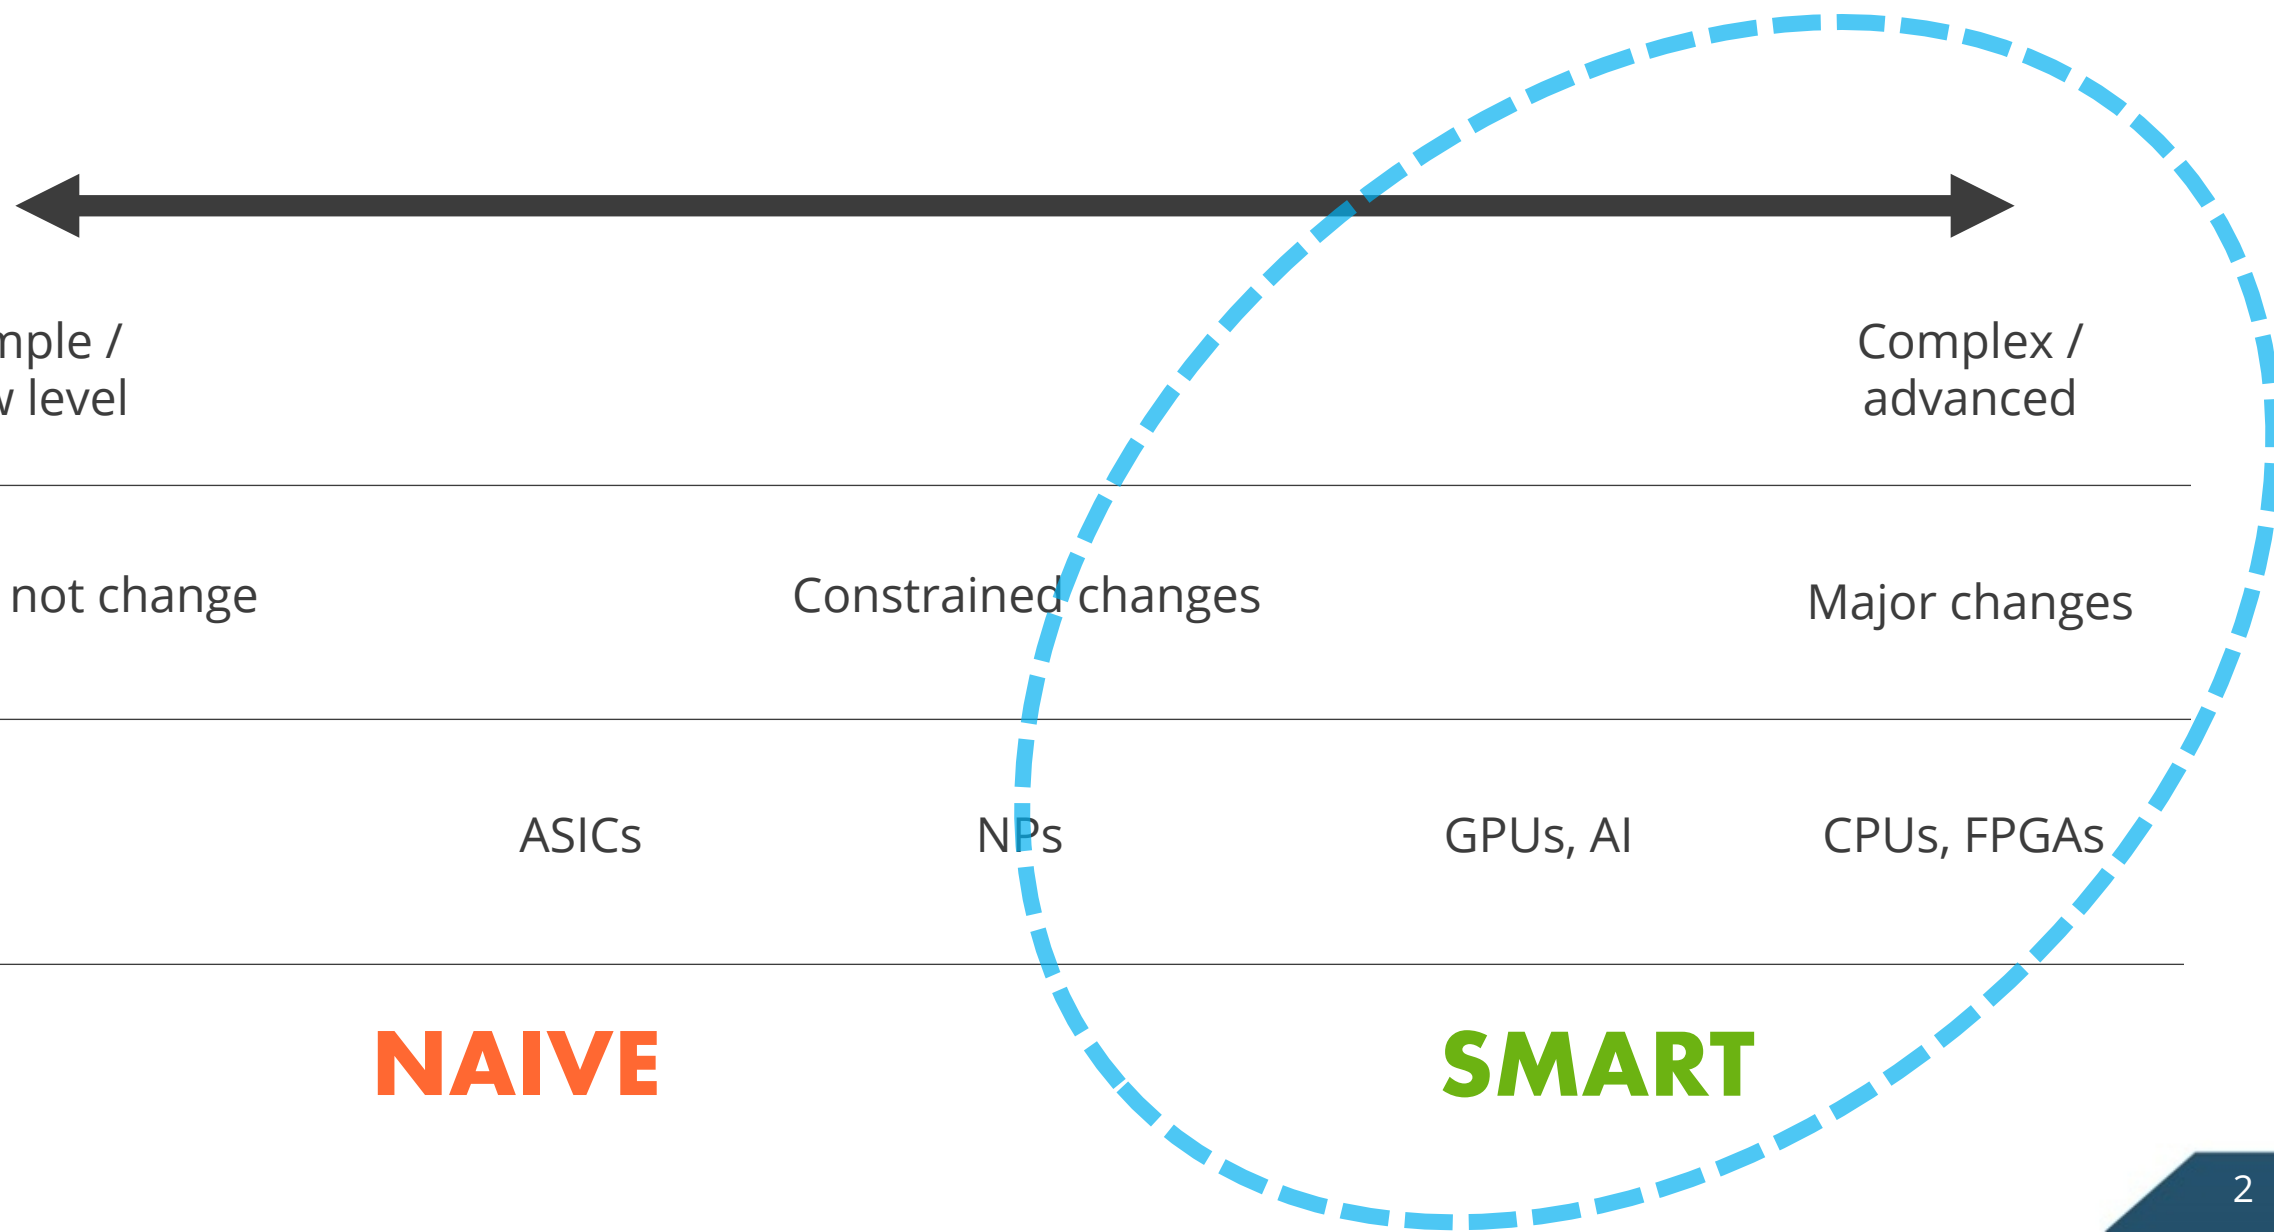 mple /
level
Complex /
advanced
not change
Constrained changes
Major changes
ASICs
NPs
GPUs, AI
CPUs, FPGAs
NAIVE
SMART
2